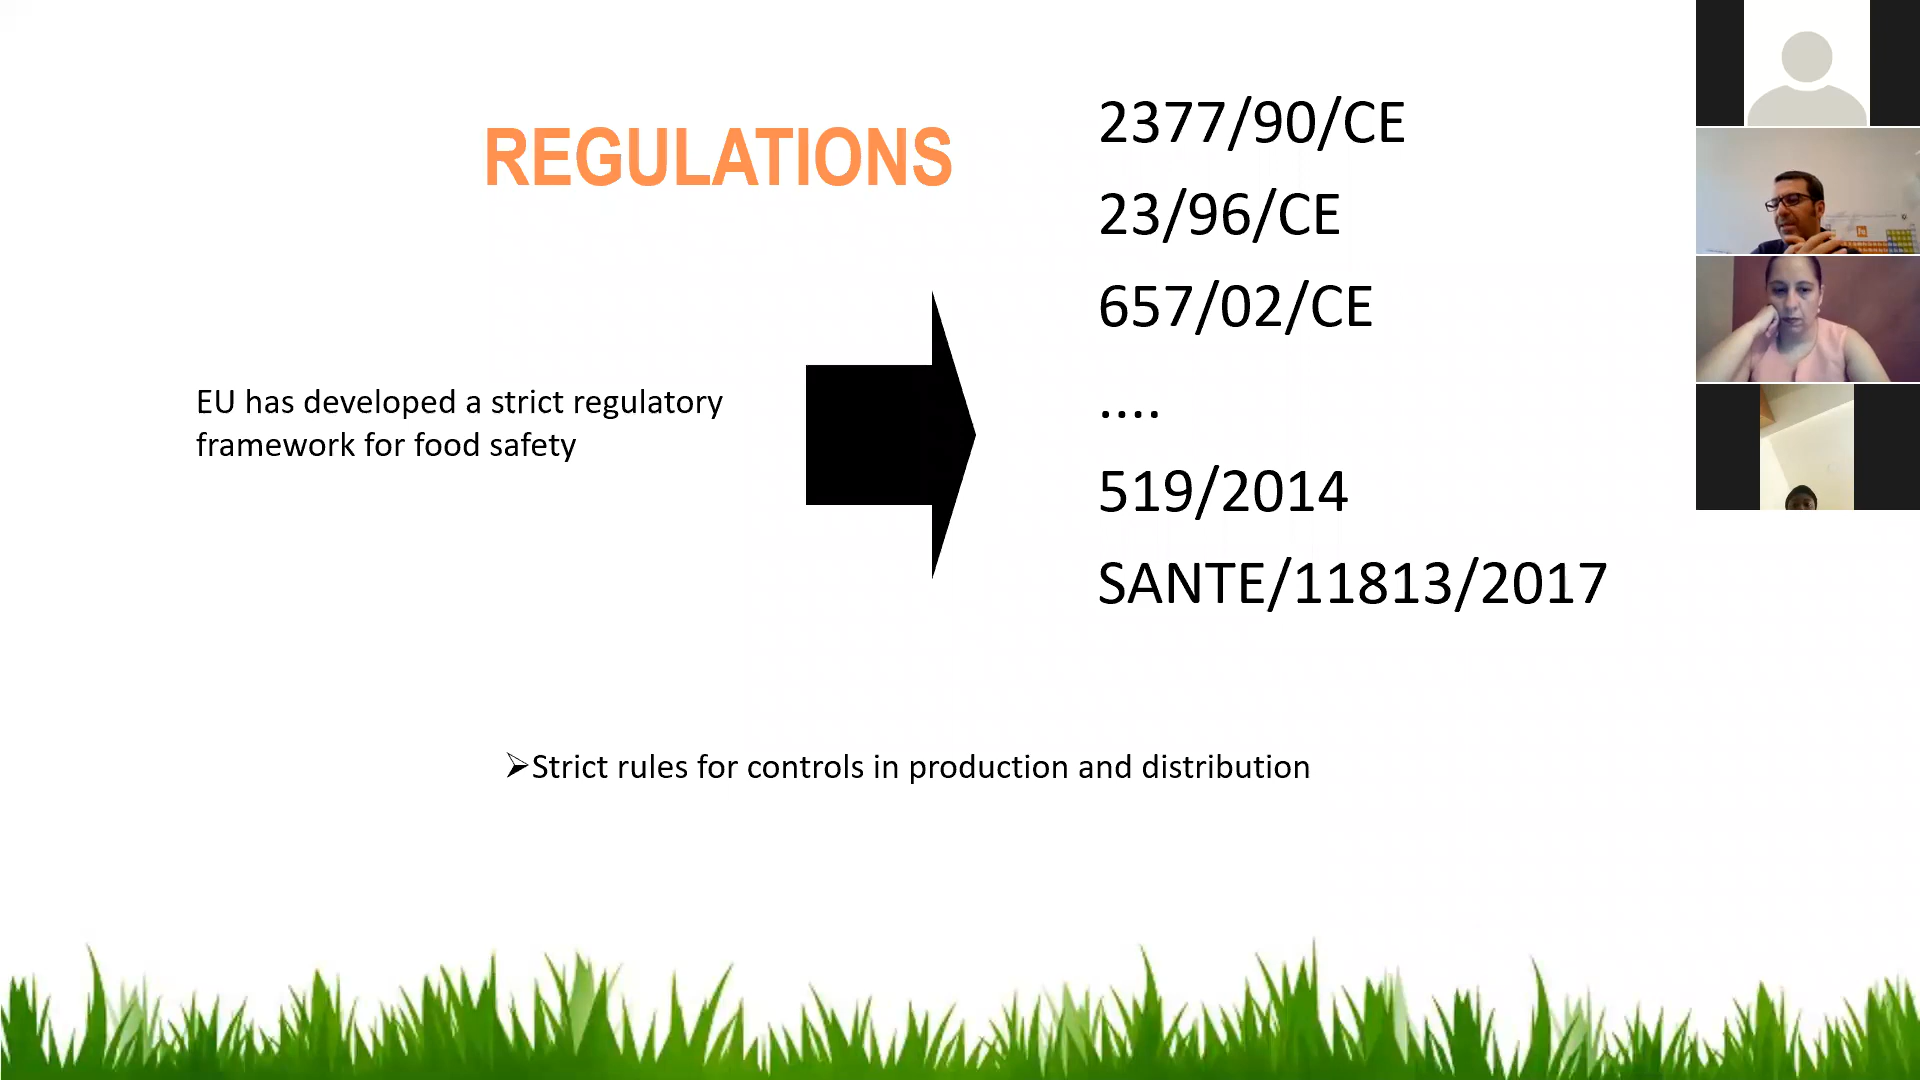 REGULATIONS
EU has developed a strict regulatory
framework for food safety
2377/90/CE
23/96/CE
657/02/CE
....
519/2014
SANTE/11813/2017
➢Strict rules for controls in production and distribution